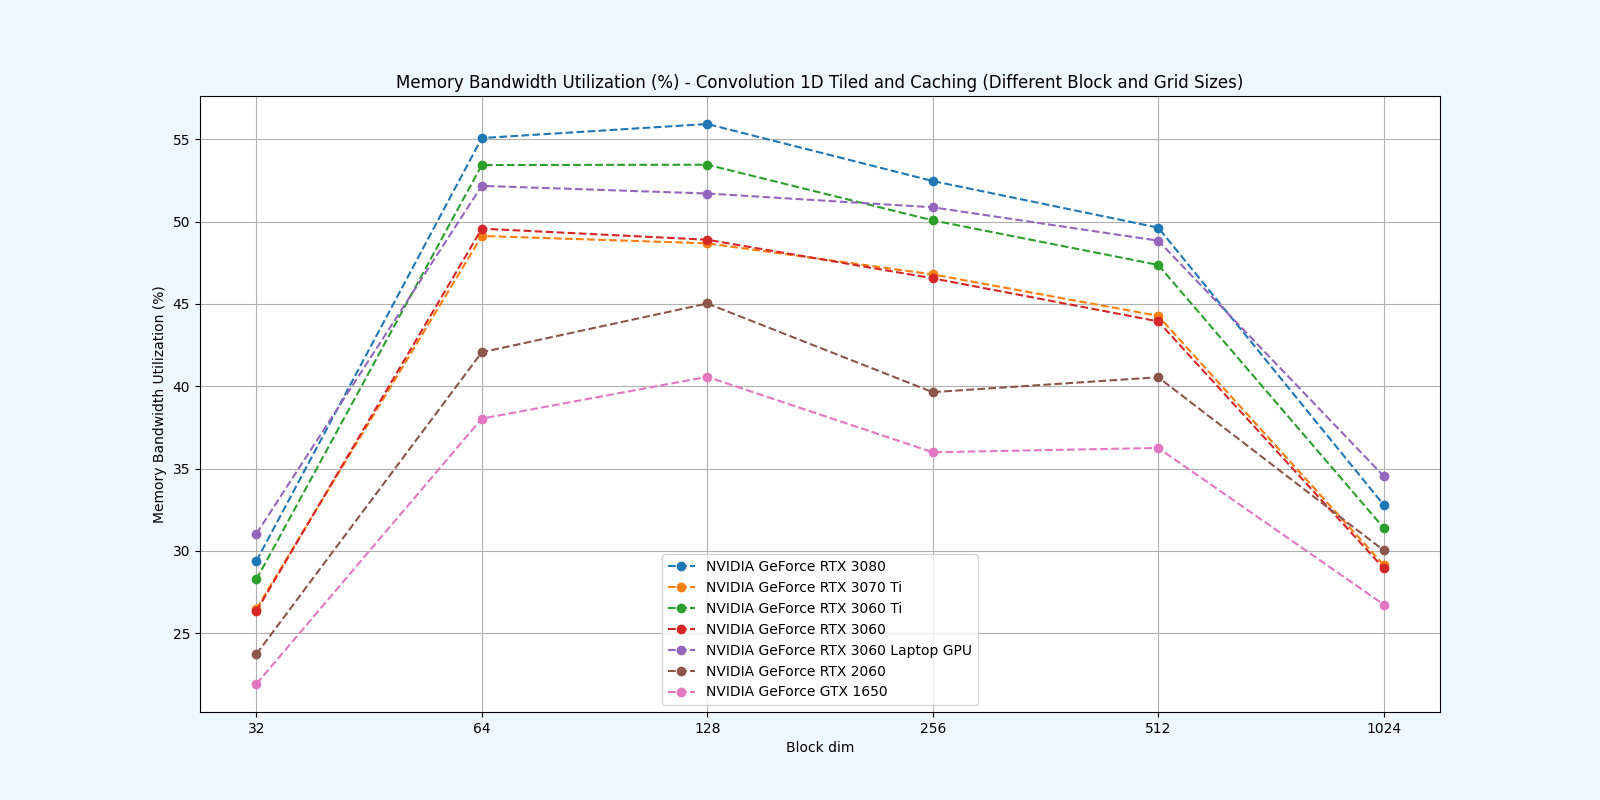 Memory Bandwidth Utilization (%) - Convolution 1D Tiled and Caching (Different Block and Grid Sizes)
Memory Bandwidth Utilization (%)
55
50
45
40
35
30
25
NVIDIA GeForce RTX 3080
NVIDIA GeForce RTX 3070 Ti
NVIDIA GeForce RTX 3060 Ti
NVIDIA GeForce RTX 3060
NVIDIA GeForce RTX 3060 Laptop GPU
NVIDIA GeForce RTX 2060
NVIDIA GeForce GTX 1650
32 64 128 256 512 1024
Block dim